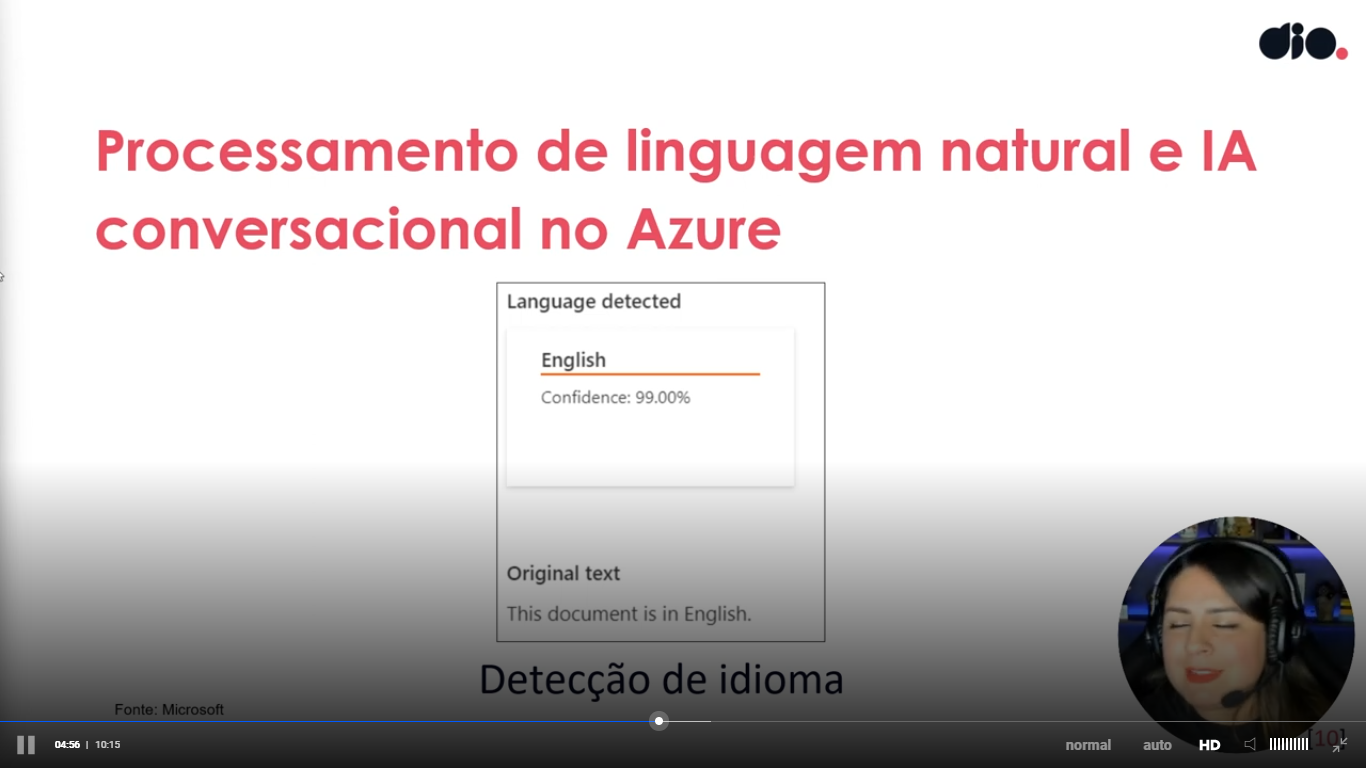 dio.
Processamento de linguagem natural e IA
conversacional no Azure
Language detected
English
Confidence: 99.00%
Original text
This document is in English.
Detecção de idioma
Fonte: Microsoft
[10]
04:56 | 10:15
normal auto HD